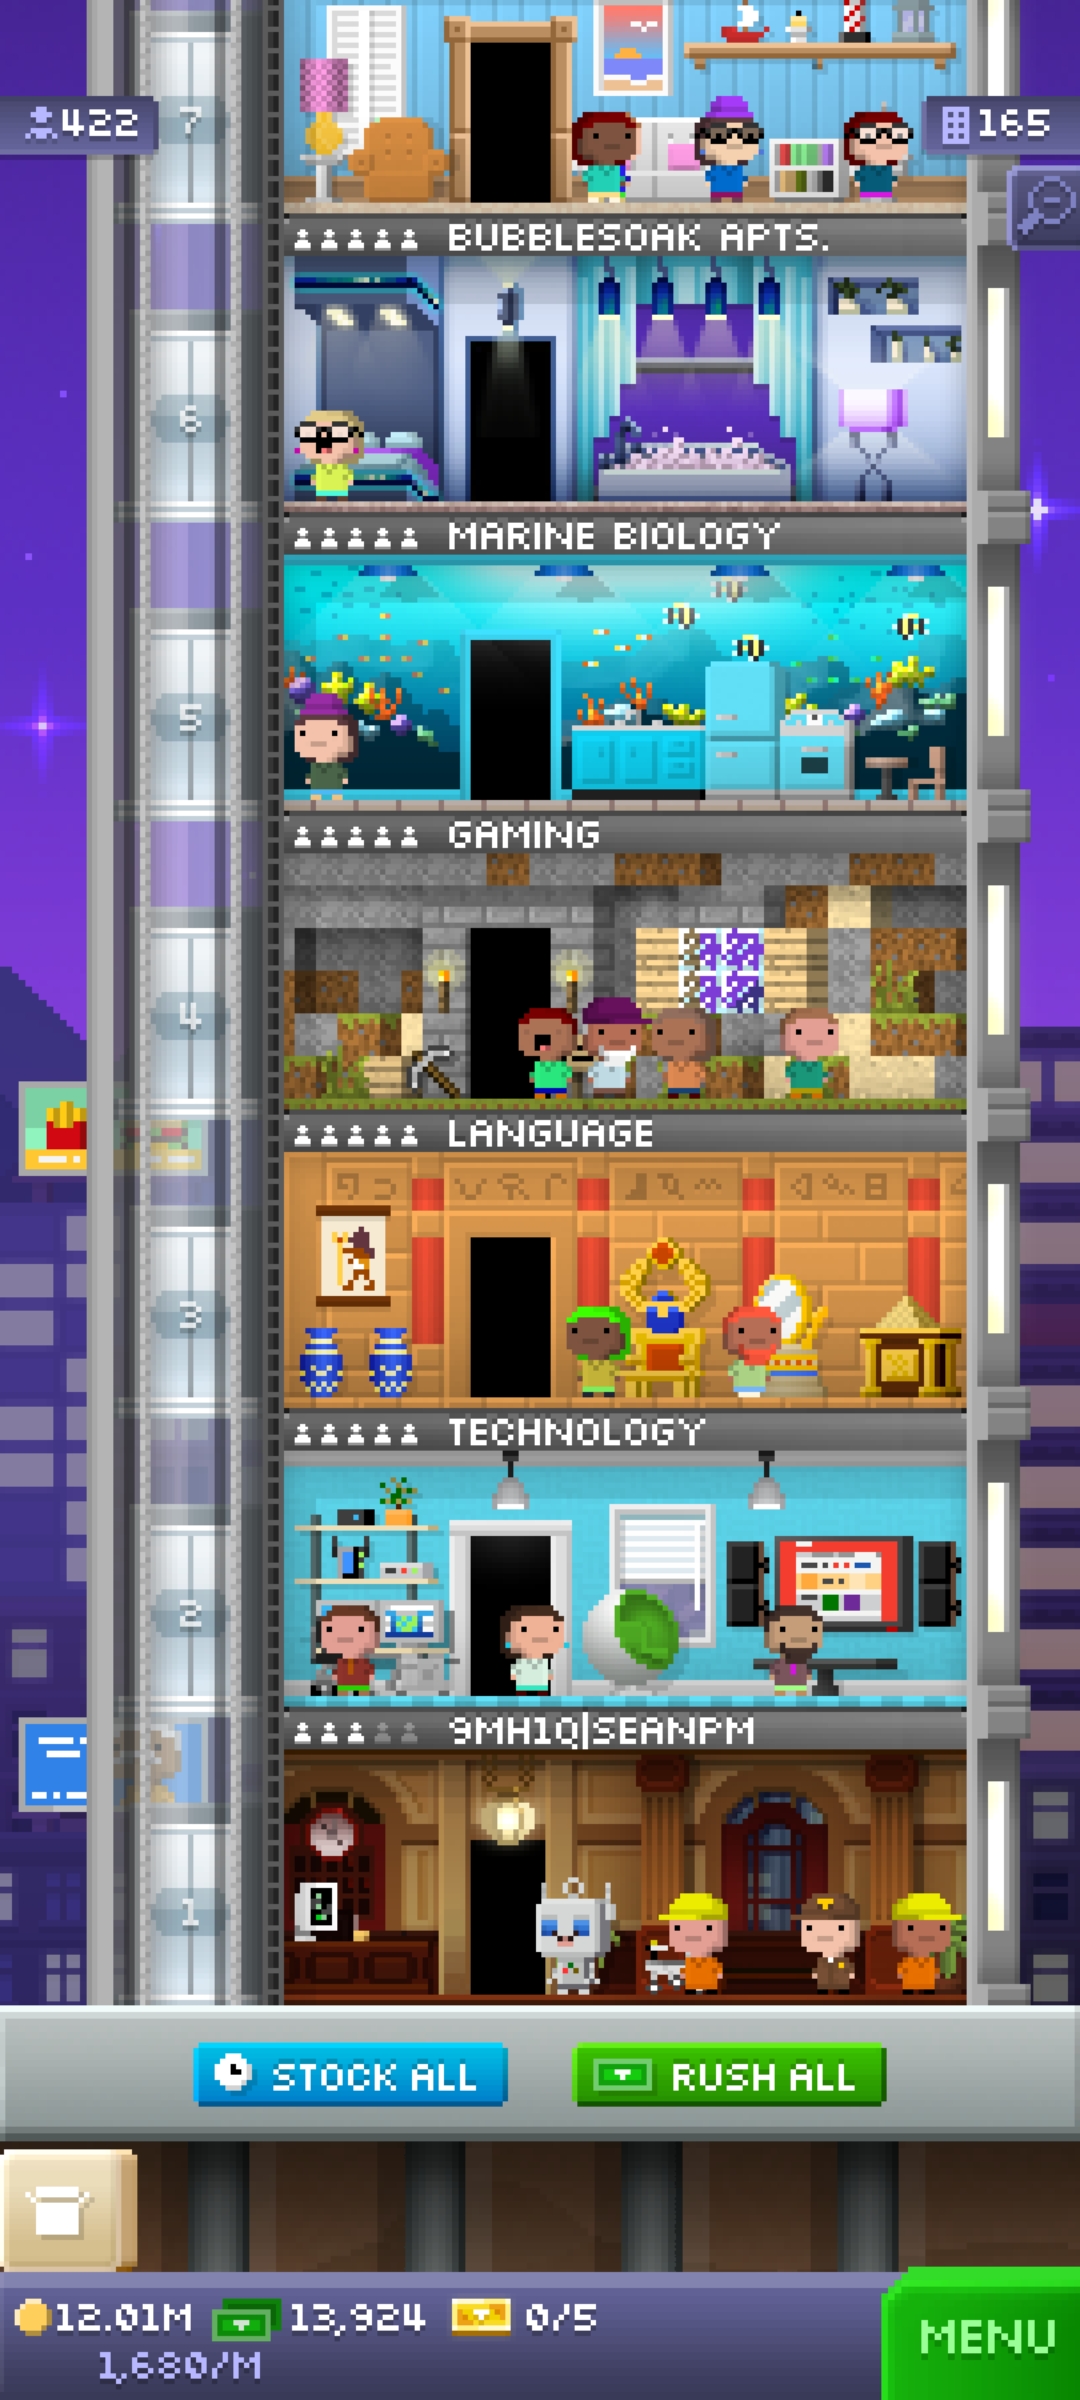 7
422
165
BUBBLESOAK APTS.
6
MARINE BIOLOGY
5
GAMING
4
LANGUAGE
3
TECHNOLOGY
2
9MH1Q|SEANPM
1
STOCK ALL
RUSH ALL
12.01M
13,924
0/5
1,680/M
MENU